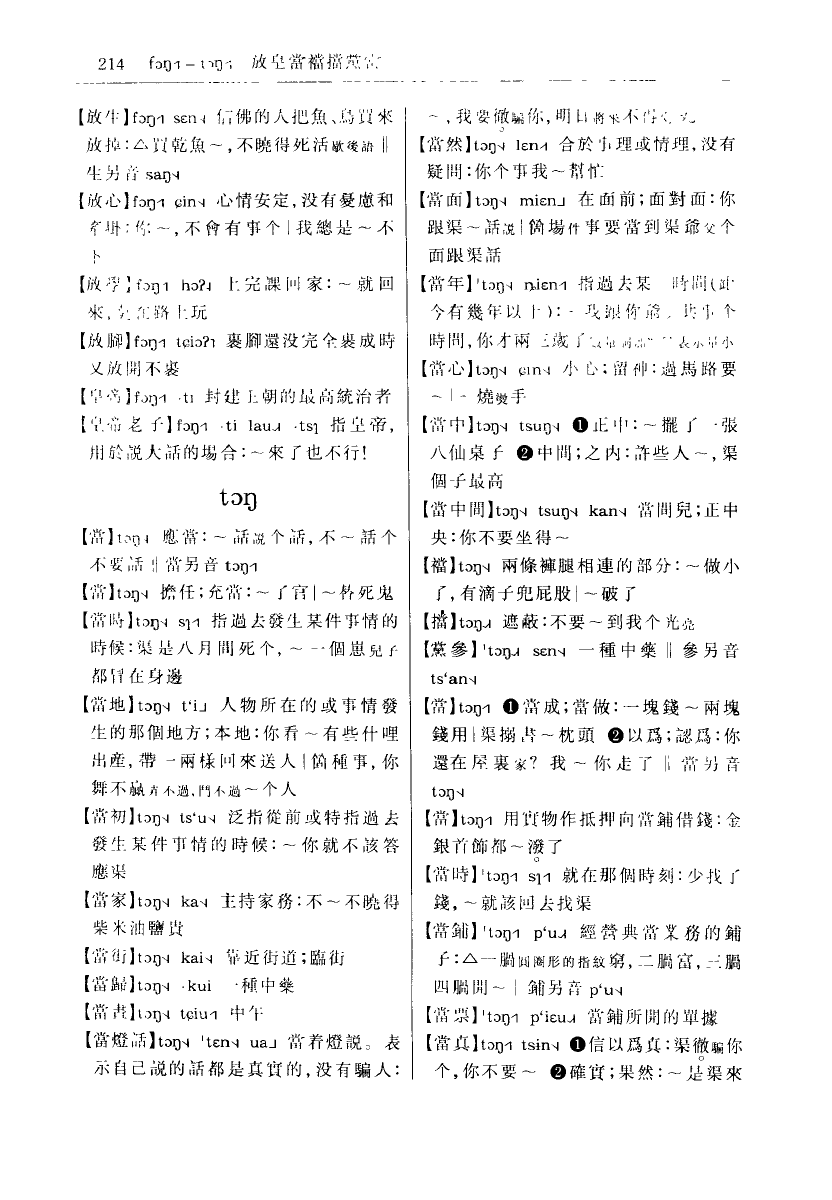 214 fɔŋ˧ – tɔŋ˧ 放皇當襠擋黨
【放生】fɔŋ˧ sɛn˧ 信佛的人把魚、鳥買來
放掉:△買乾魚～,不曉得死活歇後語‖
生另音 saŋ˧
【放心】fɔŋ˧ ɕin˧ 心情安定,没有憂慮和
牽掛:你～,不會有事个|我總是～不
下
【放學】fɔŋ˧ hɔʔ˩ 上完課回家:～就回
來,在路上玩
【放腳】fɔŋ˧ tɕiɔʔ˥ 裹腳還没完全裹成時
又放開不裹
【皇帝】fɔŋ˧ ·ti 封建王朝的最高統治者
【皇帝老子】fɔŋ˧ ·ti lau˩ ·tsɿ 指皇帝,
用於説大話的場合:～來了也不行!
tɔŋ
【當】tɔŋ˧ 應當:～話説个話,不～話个
不要話‖當另音 tɔŋ˧
【當】tɔŋ˧ 擔任;充當:～了官|～枱死鬼
【當時】tɔŋ˧ sɿ˧ 指過去發生某件事情的
時候:渠是八月間死个,～一個崽兒子
都冒在身邊
【當地】tɔŋ˧ t‘i˩ 人物所在的或事情發
生的那個地方;本地:你看～有些什哩
出産,帶一兩樣回來送人|箇種事,你
舞不贏弄不過,鬥不過～个人
【當初】tɔŋ˧ ts‘u˧ 泛指從前或特指過去
發生某件事情的時候:～你就不該答
應渠
【當家】tɔŋ˧ ka˧ 主持家務:不～不曉得
柴米油鹽貴
【當街】tɔŋ˧ kai˧ 靠近街道;臨街
【當歸】tɔŋ˧ ·kui 一種中藥
【當晝】tɔŋ˧ tɕiu˧ 中午
【當燈話】tɔŋ˧ ˈtɛn˧ ua˩ 當着燈説。表
示自己説的話都是真實的,没有騙人:
～,我要㨘騙你,明日將來不得
【當然】tɔŋ˧ lɛn˧ 合於事理或情理,没有
疑問:你个事我～幫忙
【當面】tɔŋ˧ miɛn˩ 在面前;面對面:你
跟渠～話説|箇場件事要當到渠爺父个
面跟渠話
【當年】ˈtɔŋ˧ ȵiɛn˧ 指過去某一時間(距
今有幾年以上):～我跟你爺共事个
時間,你才兩三歲子
【當心】tɔŋ˧ ɕin˧ 小心;留神:過馬路要
～|～燒燙手
【當中】tɔŋ˧ tsuŋ˧ ❶正中:～擺了一張
八仙桌子 ❷中間;之内:許些人～,渠
個子最高
【當中間】tɔŋ˧ tsuŋ˧ kan˧ 當間兒;正中
央:你不要坐得～
【襠】tɔŋ˧ 兩條褲腿相連的部分:～做小
了,有滴子兜屁股|～破了
【擋】tɔŋ˩ 遮蔽:不要～到我个光亮
【黨參】ˈtɔŋ˩ sɛn˧ 一種中藥‖參另音
ts‘an˧
【當】tɔŋ˧ ❶當成;當做:一塊錢～兩塊
錢用|渠搦書～枕頭 ❷以爲;認爲:你
還在屋裏家?我～你走了‖當另音
tɔŋ˧
【當】tɔŋ˧ 用實物作抵押向當鋪借錢:金
銀首飾都～潑了
【當時】ˈtɔŋ˧ sɿ˧ 就在那個時刻:少找了
錢,～就該回去找渠
【當鋪】ˈtɔŋ˧ p‘u˩ 經營典當業務的鋪
子:△一腡圓圈形的指紋窮,二腡富,三腡
四腡開～|鋪另音 p‘u˧
【當票】ˈtɔŋ˧ p‘iɛu˩ 當鋪所開的單據
【當真】tɔŋ˧ tsin˧ ❶信以爲真:渠㨘騙你
个,你不要～ ❷確實;果然:～是渠來